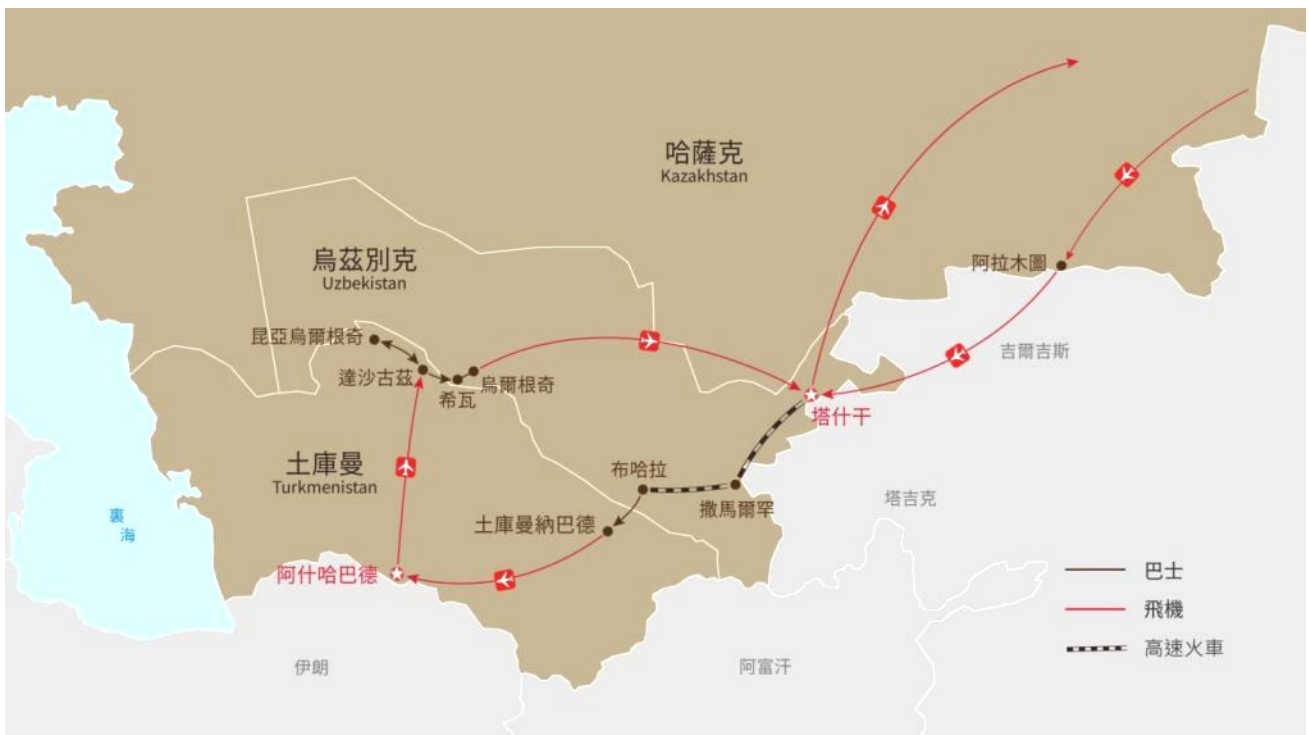 哈薩克
Kazakhstan
烏茲別克
Uzbekistan
阿拉木圖
昆亞烏爾根奇
吉爾吉斯
達沙古茲
烏爾根奇
希瓦
塔什干
土庫曼
Turkmenistan
布哈拉
撒馬爾罕
塔吉克
裏
海
土庫曼納巴德
阿什哈巴德
巴士
飛機
高速火車
伊朗
阿富汗